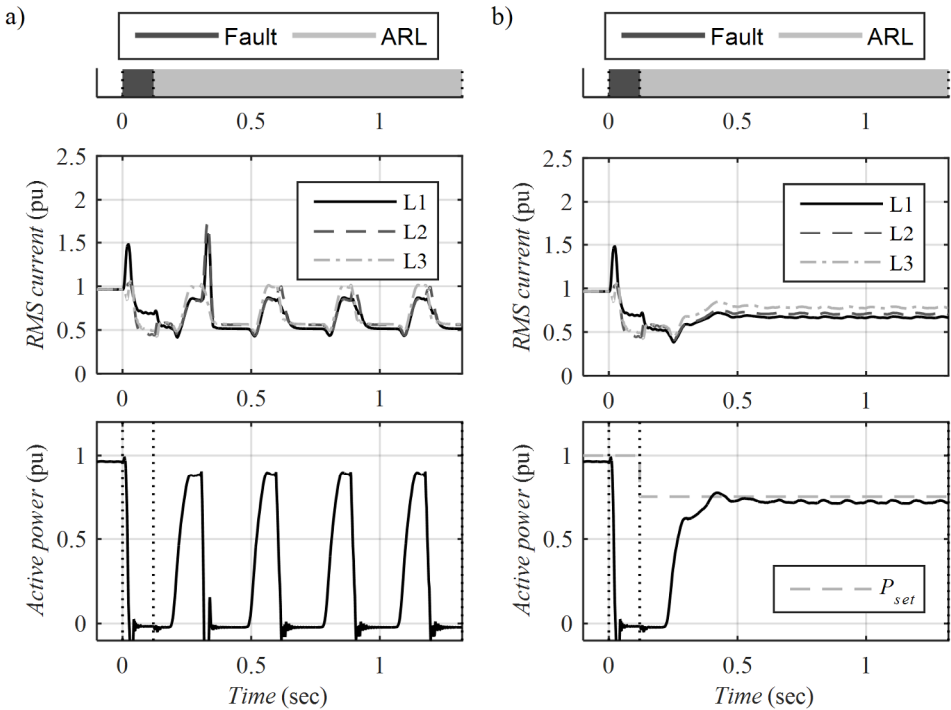 a)
Fault ARL
0 0.5 1
RMS current (pu)
2.5
2
1.5
1
0.5
0
L1
L2
L3
0 0.5 1
Active power (pu)
1
0.5
0
0 0.5 1
Time (sec)
b)
Fault ARL
0 0.5 1
RMS current (pu)
2.5
2
1.5
1
0.5
0
L1
L2
L3
0 0.5 1
Active power (pu)
1
0.5
0
P_set
0 0.5 1
Time (sec)